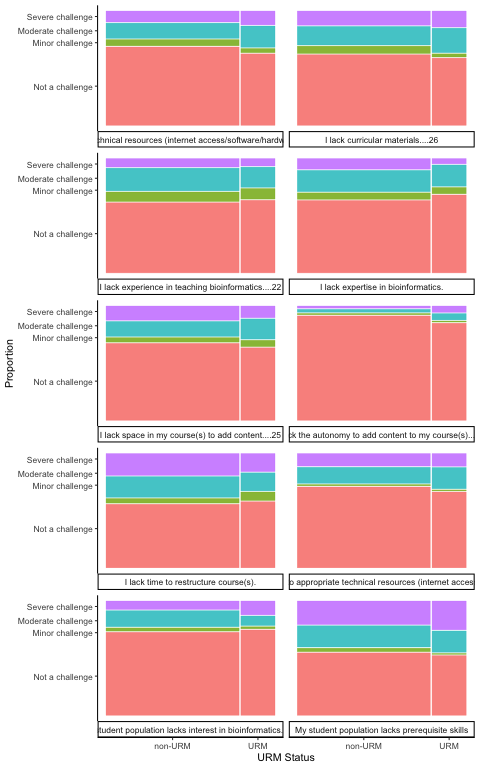 Severe challenge
Moderate challenge
Minor challenge
Not a challenge
hnical resources (internet access/software/hardw
I lack curricular materials....26
Severe challenge
Moderate challenge
Minor challenge
Not a challenge
I lack experience in teaching bioinformatics....22
I lack expertise in bioinformatics.
Severe challenge
Moderate challenge
Minor challenge
Not a challenge
I lack space in my course(s) to add content....25
ck the autonomy to add content to my course(s)...
Severe challenge
Moderate challenge
Minor challenge
Not a challenge
I lack time to restructure course(s).
o appropriate technical resources (internet acces
Severe challenge
Moderate challenge
Minor challenge
Not a challenge
tudent population lacks interest in bioinformatics.
My student population lacks prerequisite skills
non-URM
URM
non-URM
URM
URM Status
Proportion